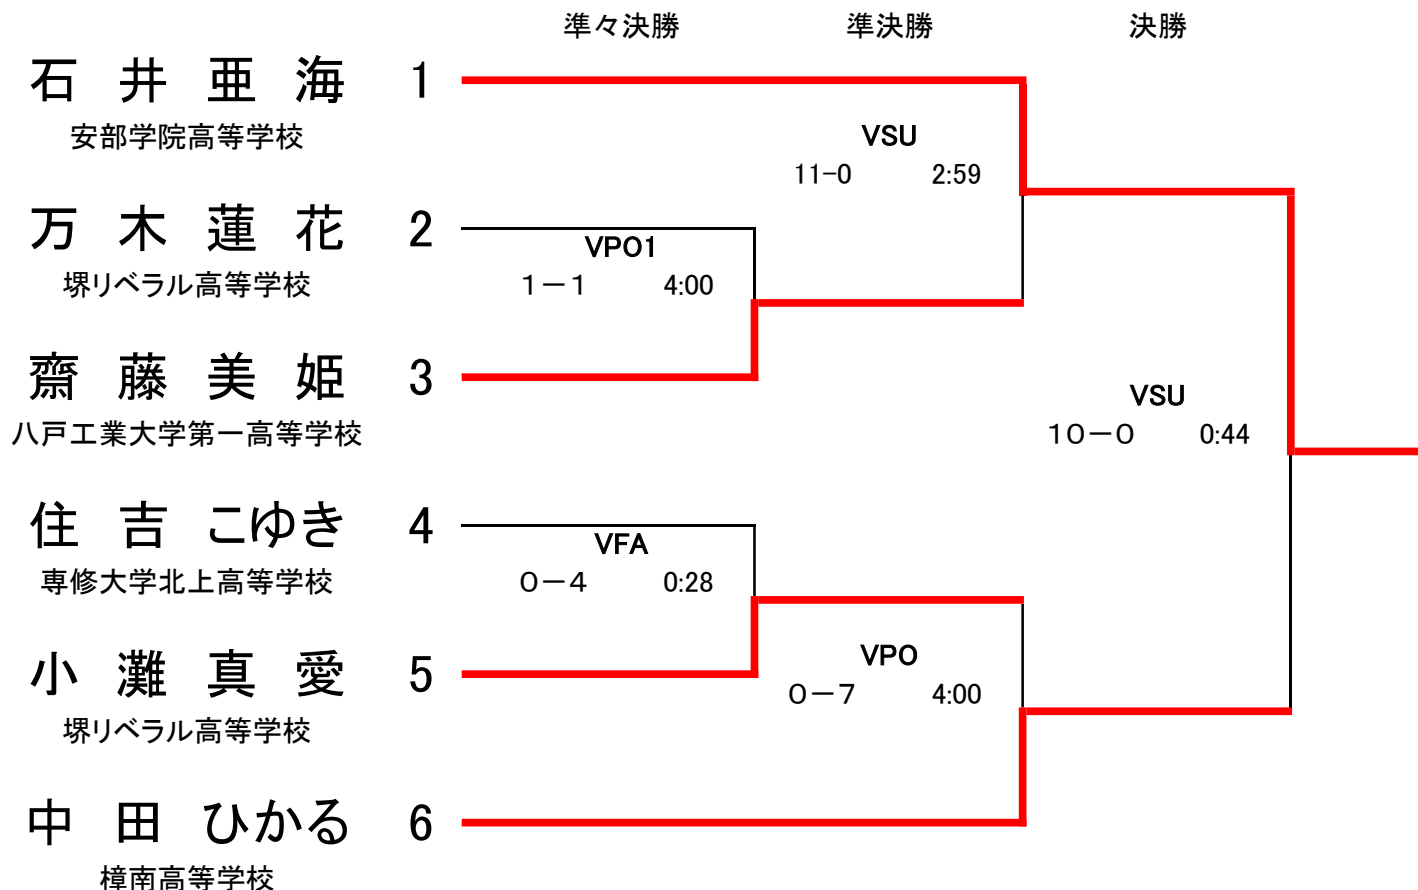 準々決勝 準決勝 決勝
石 井 亜 海 1
安部学院高等学校
VSU
11-0 2:59
万 木 蓮 花 2
堺リベラル高等学校
VPO1
1－1 4:00
齋 藤 美 姫 3
八戸工業大学第一高等学校
VSU
10－0 0:44
住 吉 こゆき 4
専修大学北上高等学校
VFA
0－4 0:28
小 灘 真 愛 5
堺リベラル高等学校
VPO
0－7 4:00
中 田 ひかる 6
樟南高等学校